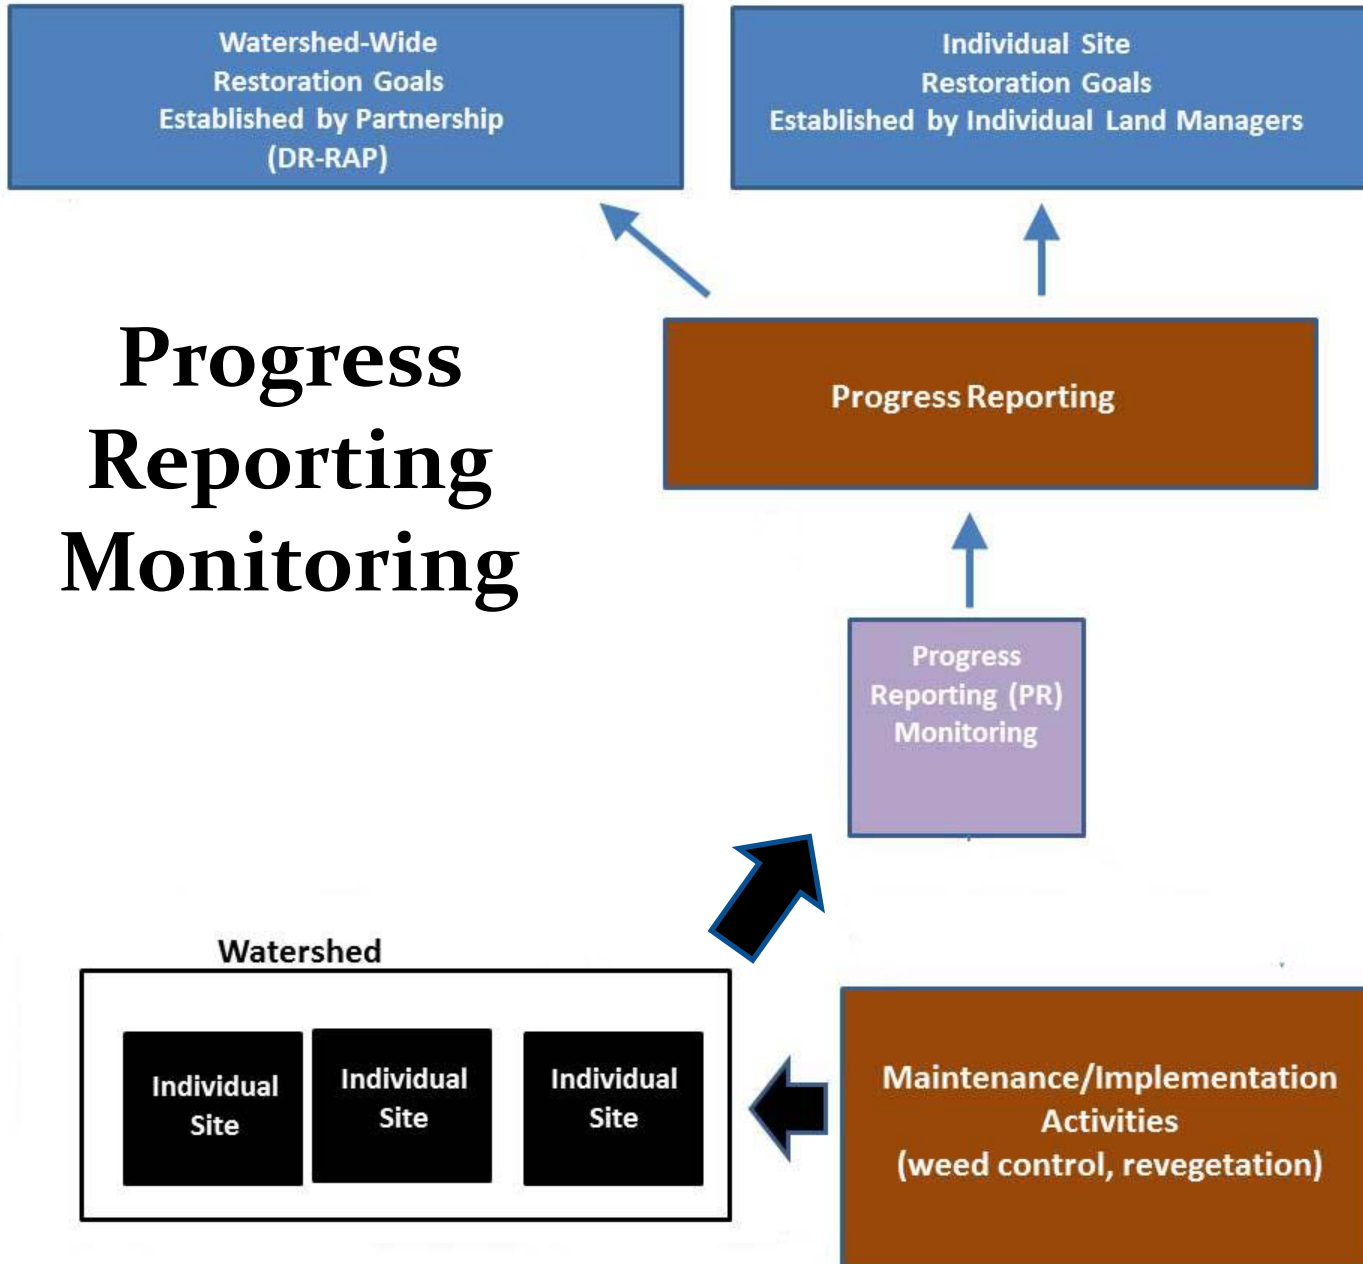 Watershed-Wide
Restoration Goals
Established by Partnership
(DR-RAP)
Individual Site
Restoration Goals
Established by Individual Land Managers
Progress
Reporting
Monitoring
Progress Reporting
Progress
Reporting (PR)
Monitoring
Watershed
Individual
Site
Individual
Site
Individual
Site
Maintenance/Implementation
Activities
(weed control, revegetation)